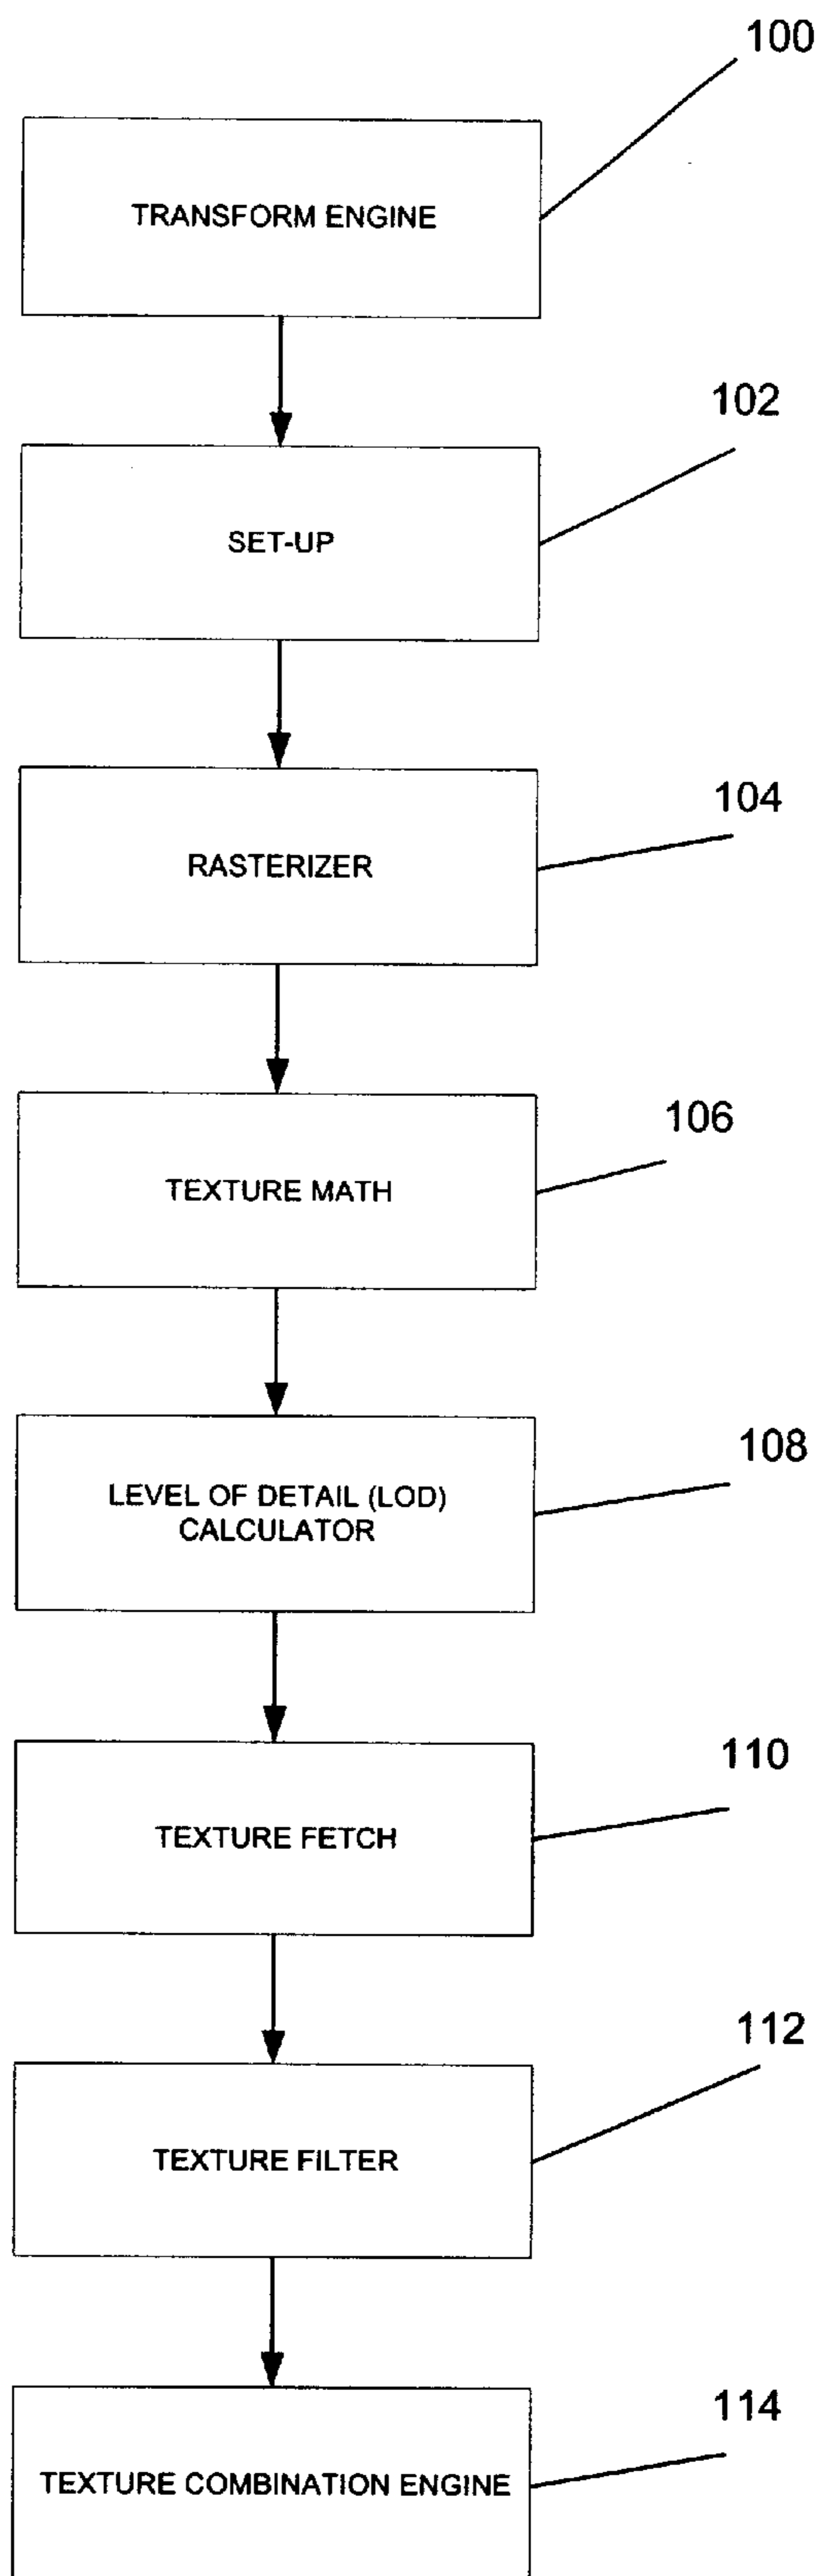 100
TRANSFORM ENGINE
102
SET-UP
104
RASTERIZER
106
TEXTURE MATH
108
LEVEL OF DETAIL (LOD)
CALCULATOR
110
TEXTURE FETCH
112
TEXTURE FILTER
114
TEXTURE COMBINATION ENGINE